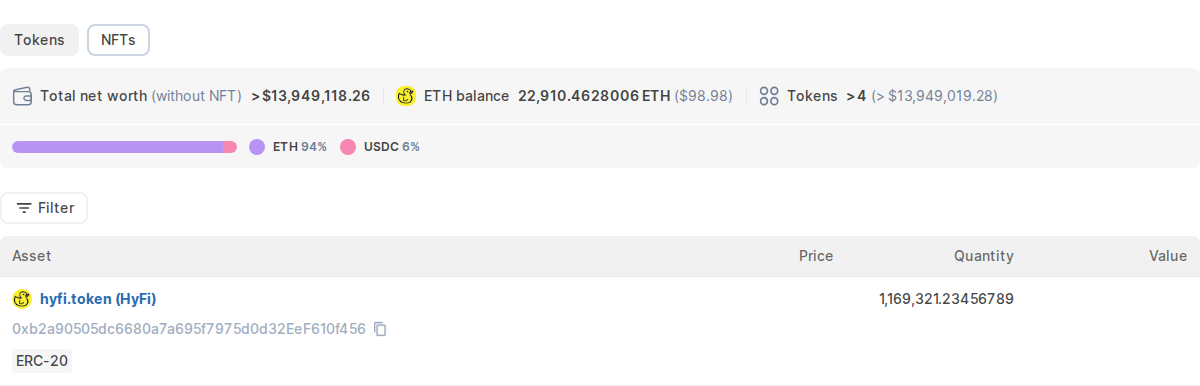 Tokens NFTs
Total net worth (without NFT) >$13,949,118.26 ETH balance 22,910.4628006 ETH ($98.98) Tokens >4 (> $13,949,019.28)
ETH 94% USDC 6%
Filter
Asset Price Quantity Value
hyfi.token (HyFi) 1,169,321.23456789
0xb2a90505dc6680a7a695f7975d0d32EeF610f456
ERC-20